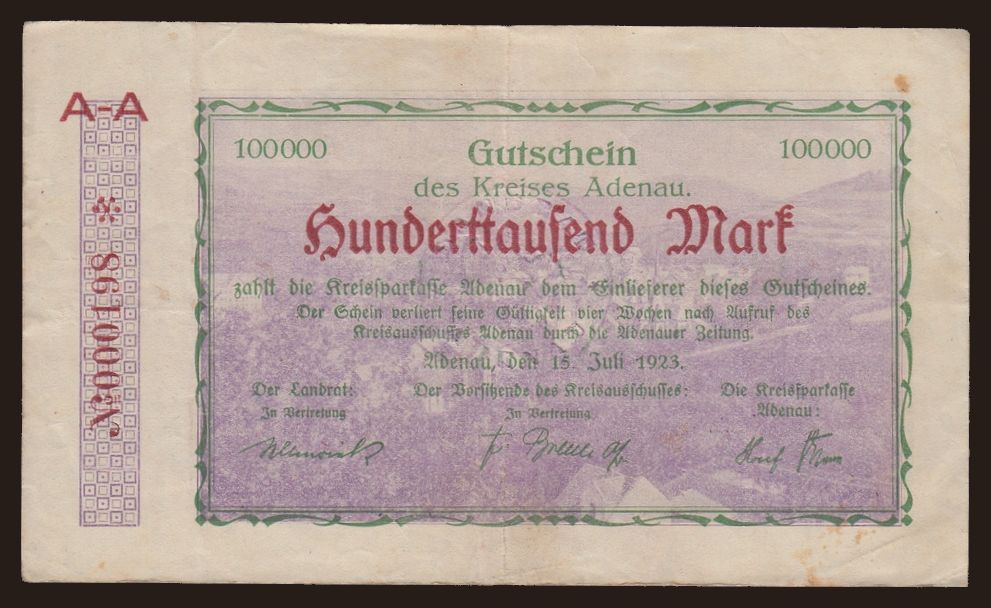 A-A
№ 000198 *
100000 Gutschein 100000
des Kreises Adenau.
Hunderttausend Mark
zahlt die Kreissparkasse Adenau dem Einlieferer dieses Gutscheines.
Der Schein verliert seine Gültigkeit vier Wochen nach Aufruf des
Kreisausschusses Adenau durch die Adenauer Zeitung.
Adenau, den 15. Juli 1923.
Der Landrat: Der Vorsitzende des Kreisausschusses: Die Kreissparkasse
In Vertretung In Vertretung Adenau: